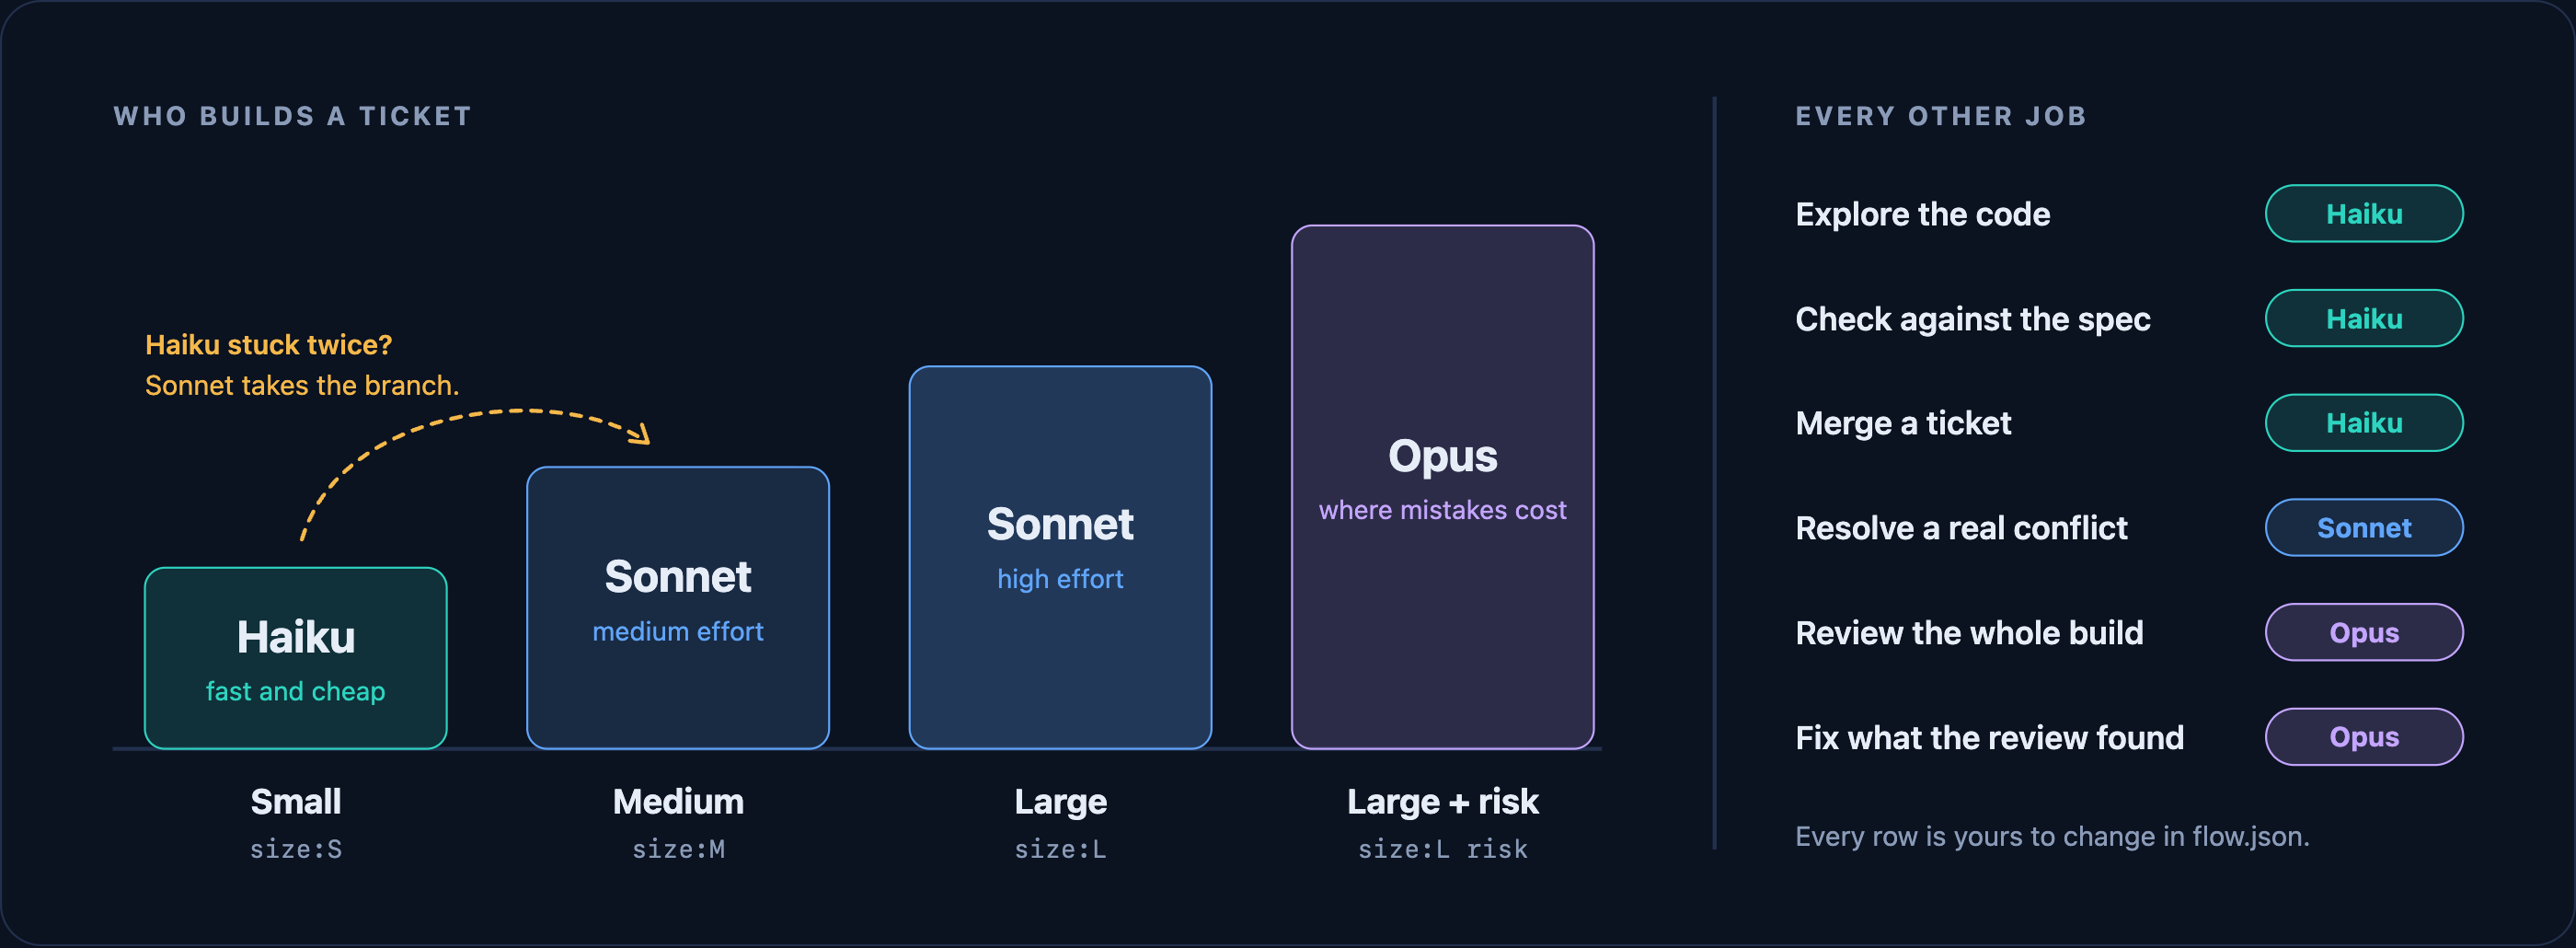 WHO BUILDS A TICKET
Haiku stuck twice?
Sonnet takes the branch.
Haiku
fast and cheap
Sonnet
medium effort
Sonnet
high effort
Opus
where mistakes cost
Small
size:S
Medium
size:M
Large
size:L
Large + risk
size:L risk
EVERY OTHER JOB
Explore the code
Haiku
Check against the spec
Haiku
Merge a ticket
Haiku
Resolve a real conflict
Sonnet
Review the whole build
Opus
Fix what the review found
Opus
Every row is yours to change in flow.json.